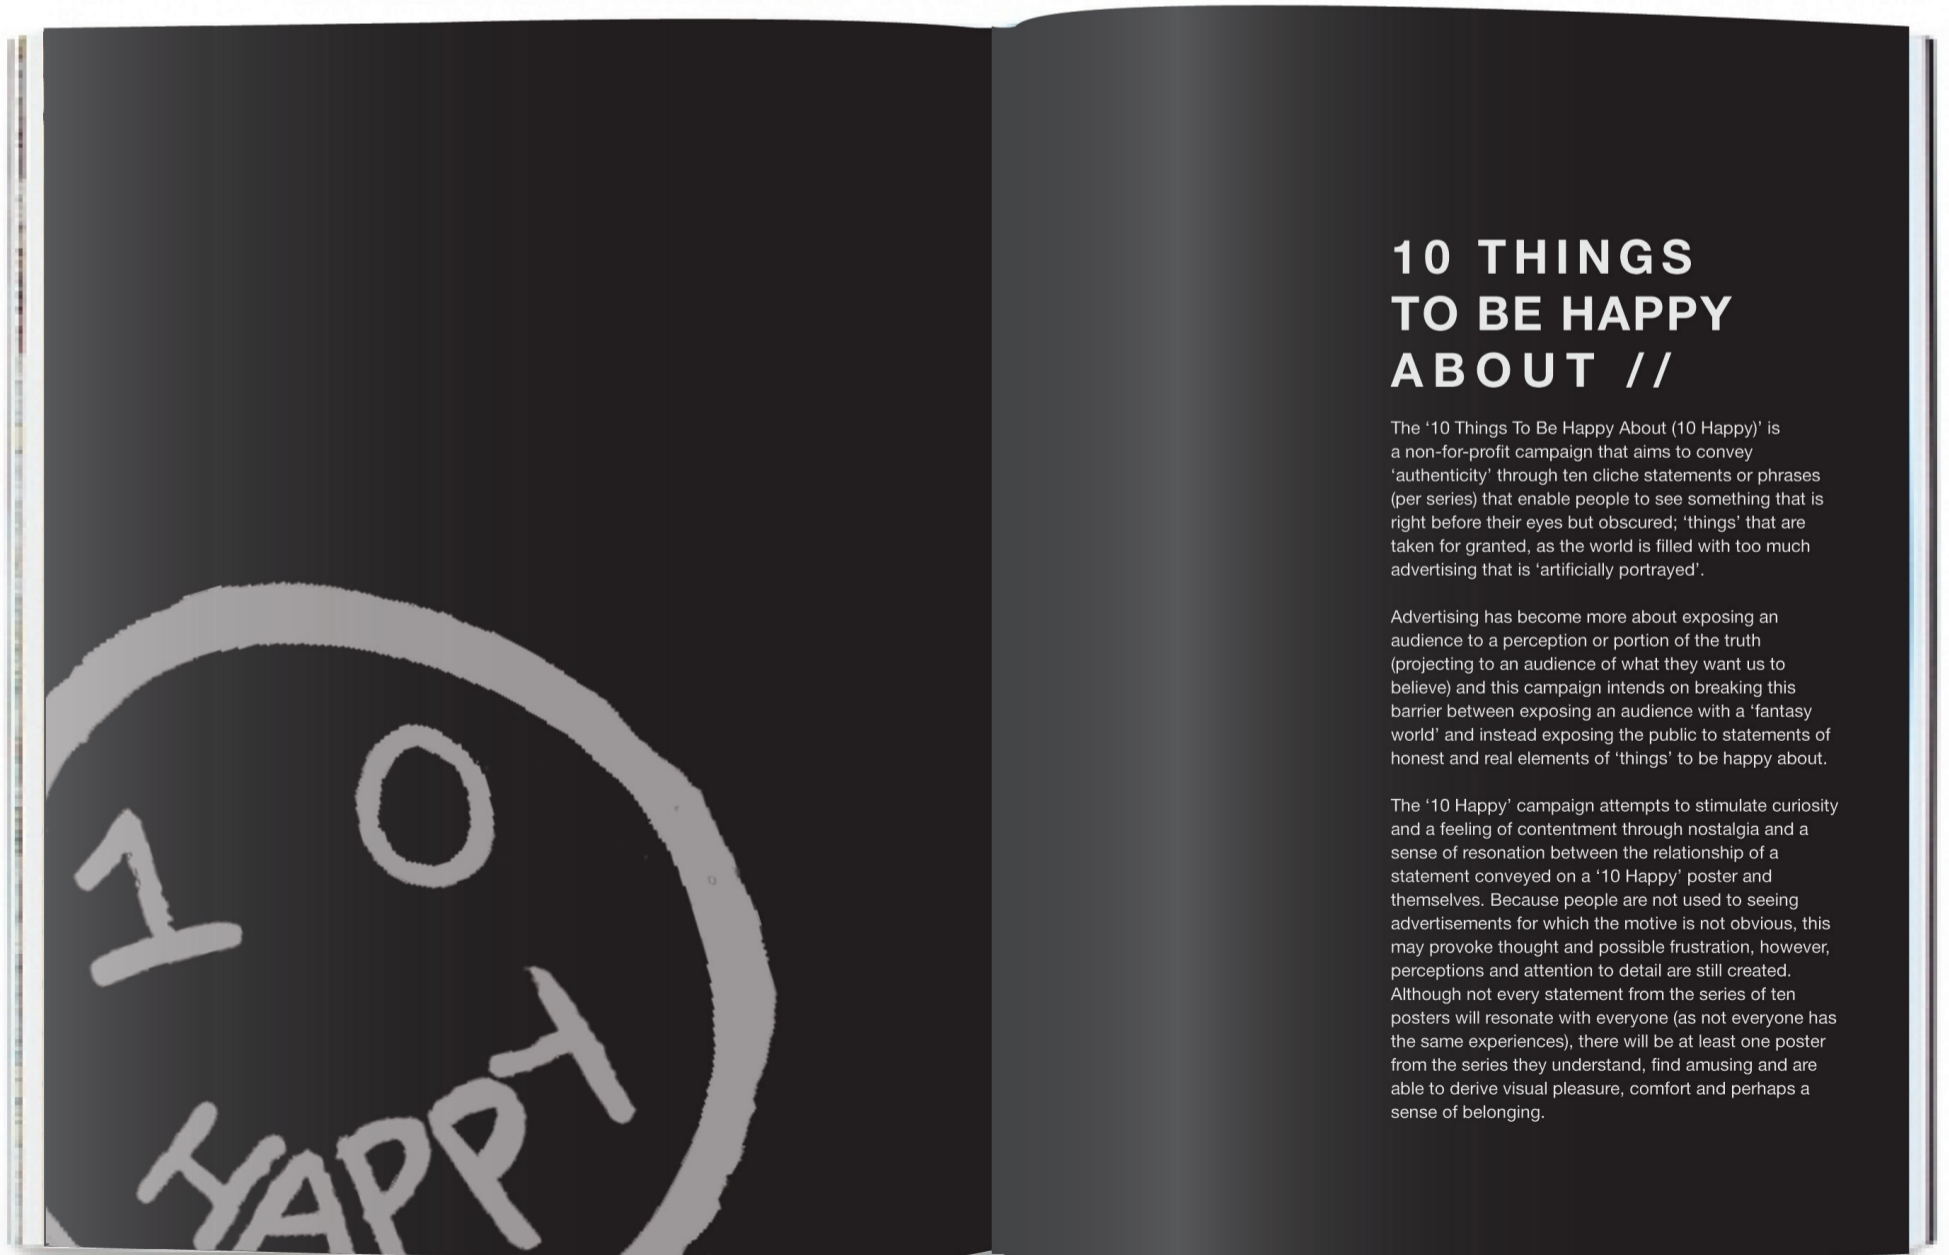 10
HAPPY
10 THINGS
TO BE HAPPY
ABOUT //
The ‘10 Things To Be Happy About (10 Happy)’ is
a non-for-profit campaign that aims to convey
‘authenticity’ through ten cliche statements or phrases
(per series) that enable people to see something that is
right before their eyes but obscured; ‘things’ that are
taken for granted, as the world is filled with too much
advertising that is ‘artificially portrayed’.
Advertising has become more about exposing an
audience to a perception or portion of the truth
(projecting to an audience of what they want us to
believe) and this campaign intends on breaking this
barrier between exposing an audience with a ‘fantasy
world’ and instead exposing the public to statements of
honest and real elements of ‘things’ to be happy about.
The ‘10 Happy’ campaign attempts to stimulate curiosity
and a feeling of contentment through nostalgia and a
sense of resonation between the relationship of a
statement conveyed on a ‘10 Happy’ poster and
themselves. Because people are not used to seeing
advertisements for which the motive is not obvious, this
may provoke thought and possible frustration, however,
perceptions and attention to detail are still created.
Although not every statement from the series of ten
posters will resonate with everyone (as not everyone has
the same experiences), there will be at least one poster
from the series they understand, find amusing and are
able to derive visual pleasure, comfort and perhaps a
sense of belonging.